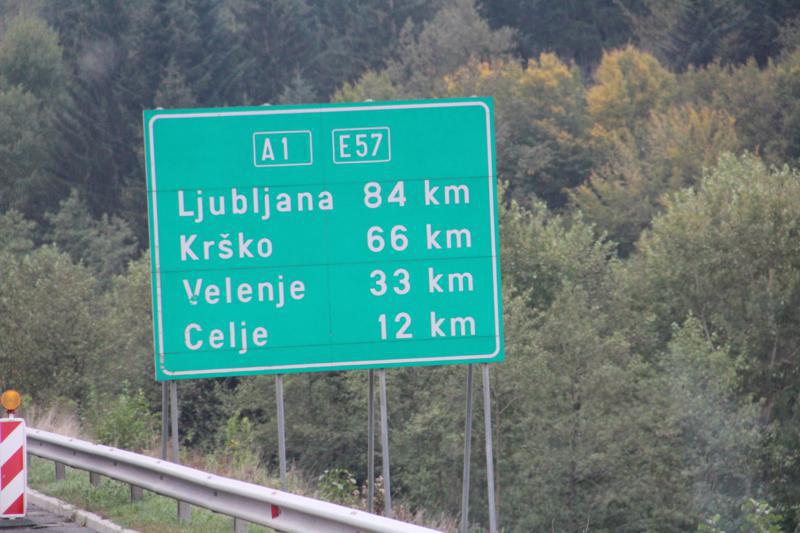 A1 E57
Ljubljana 84 km
Krško 66 km
Velenje 33 km
Celje 12 km